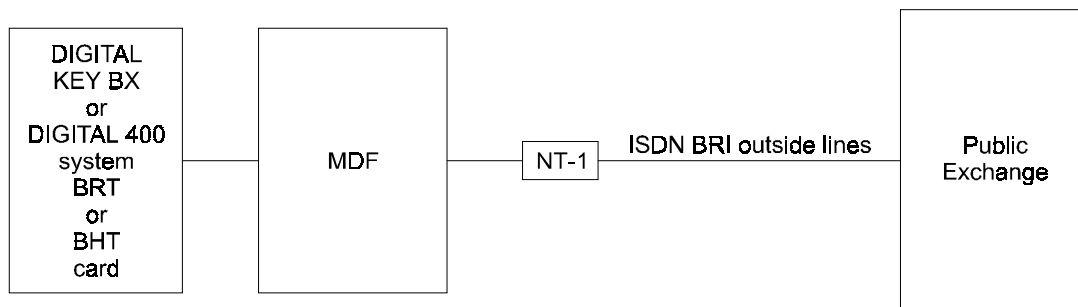 DIGITAL
KEY BX
or
DIGITAL 400
system
BRT
or
BHT
card
MDF
NT-1
ISDN BRI outside lines
Public
Exchange